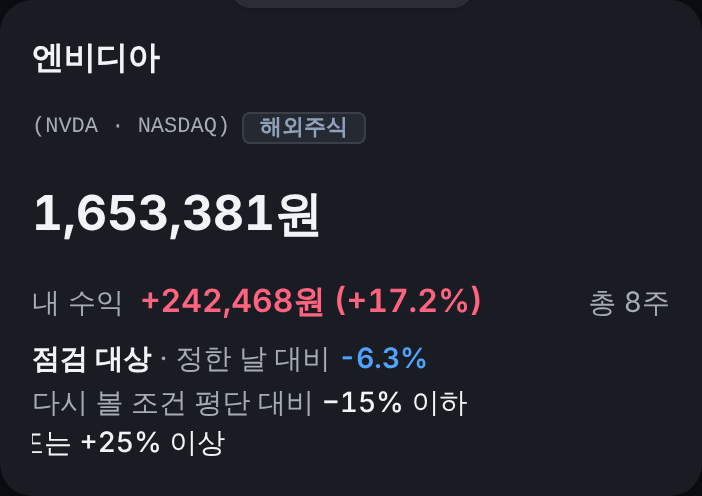 엔비디아
(NVDA · NASDAQ) 해외주식
1,653,381원
내 수익 +242,468원 (+17.2%) 총 8주
점검 대상 · 정한 날 대비 -6.3%
다시 볼 조건 평단 대비 −15% 이하
는 +25% 이상